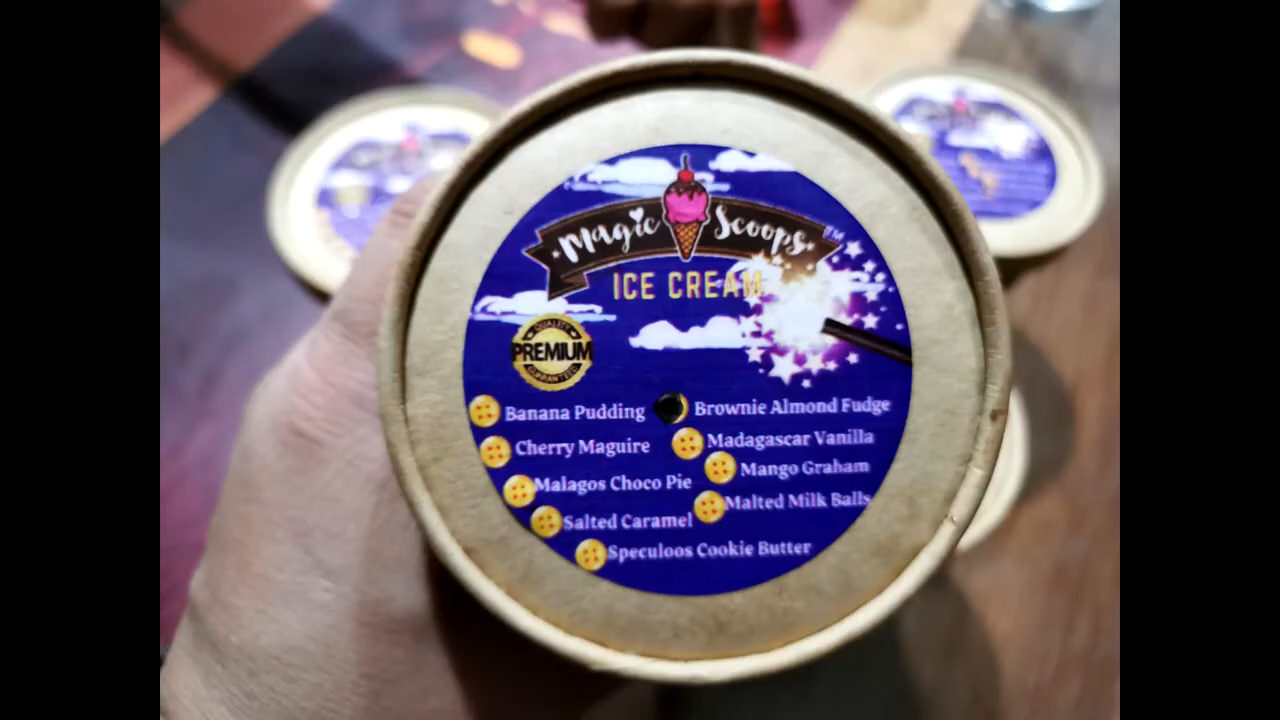 Magic Scoops™
ICE CREAM
QUALITY
PREMIUM
GUARANTEED
Banana Pudding
Brownie Almond Fudge
Cherry Maguire
Madagascar Vanilla
Mango Graham
Malagos Choco Pie
Malted Milk Balls
Salted Caramel
Speculoos Cookie Butter